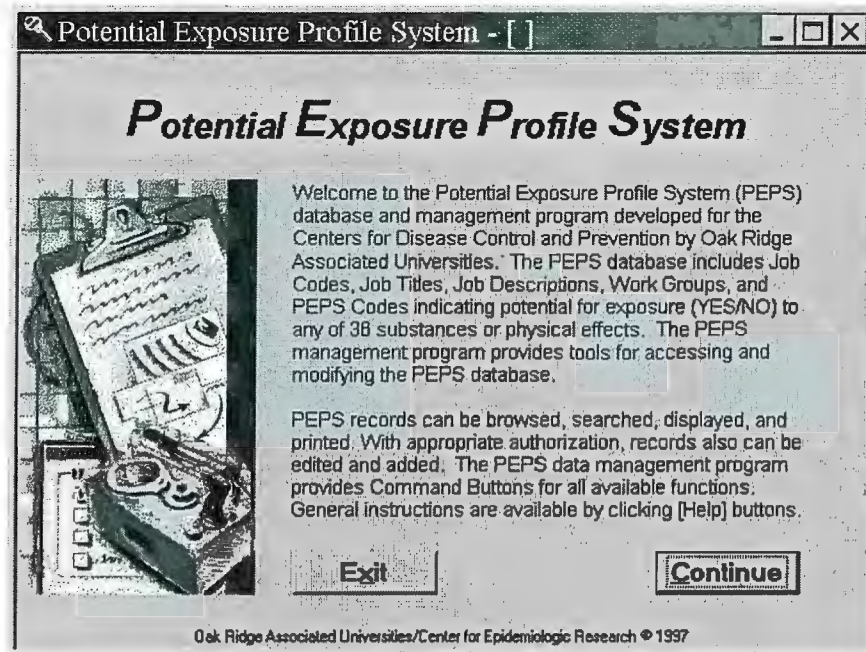 Potential Exposure Profile System - [ ]
Potential Exposure Profile System
Welcome to the Potential Exposure Profile System (PEPS)
database and management program developed for the
Centers for Disease Control and Prevention by Oak Ridge
Associated Universities. The PEPS database includes Job
Codes, Job Titles, Job Descriptions, Work Groups, and
PEPS Codes indicating potential for exposure (YES/NO) to
any of 38 substances or physical effects. The PEPS
management program provides tools for accessing and
modifying the PEPS database.
PEPS records can be browsed, searched, displayed, and
printed. With appropriate authorization, records also can be
edited and added. The PEPS data management program
provides Command Buttons for all available functions.
General instructions are available by clicking [Help] buttons.
Exit
Continue
Oak Ridge Associated Universities/Center for Epidemiologic Research © 1997